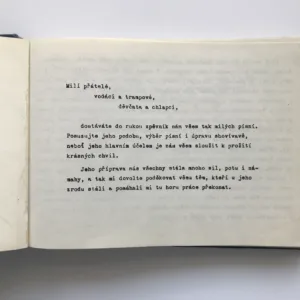 Milí přátelé,
vodáci a trampové,
děvčata a chlapci,
dostáváte do rukou zpěvník nám všem tak milých písní.
Posuzujte jeho podobu, výběr písní i úpravu shovívavě,
neboť jeho hlavním účelem je nás všem sloužit k prožití
krásných chvil.
Jeho příprava nás všechny stála mnoho sil, potu i ná-
mahy, a tak mi dovolte poděkovat všem těm, kteří u jeho
zrodu stáli a pomáhali mi tu horu práce překonat.